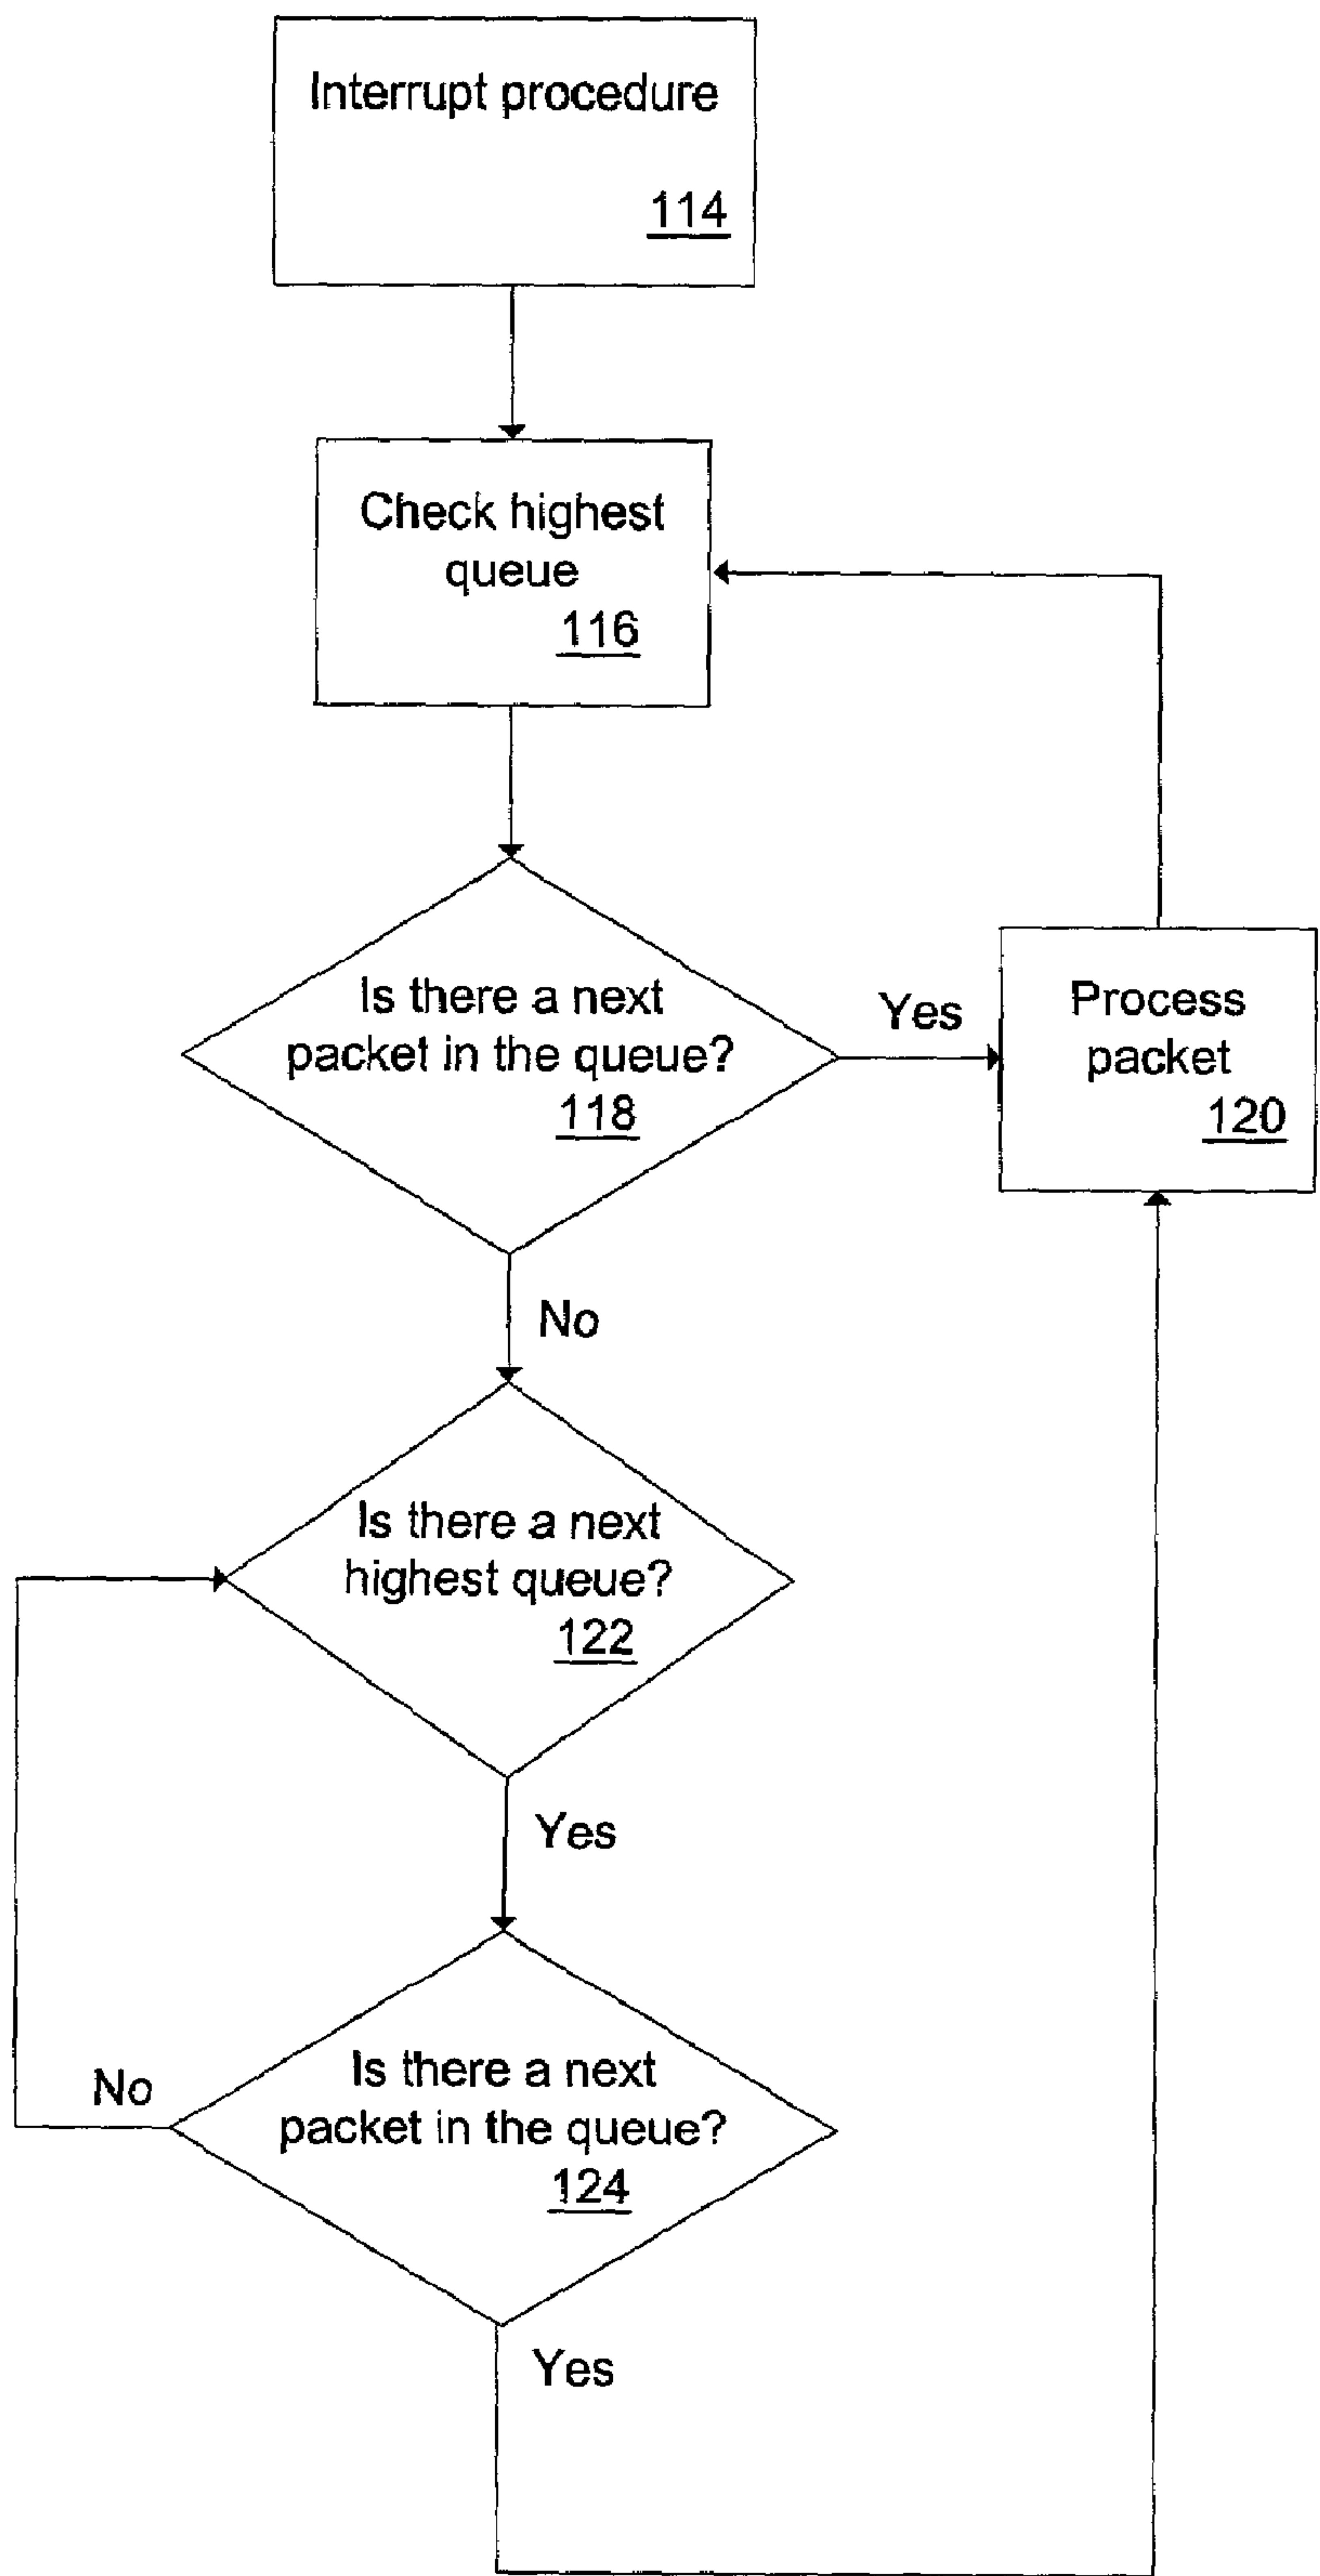 Interrupt procedure
114
Check highest
queue
116
Is there a next
packet in the queue?
118
Yes
Process
packet
120
No
Is there a next
highest queue?
122
Yes
Is there a next
packet in the queue?
124
No
Yes